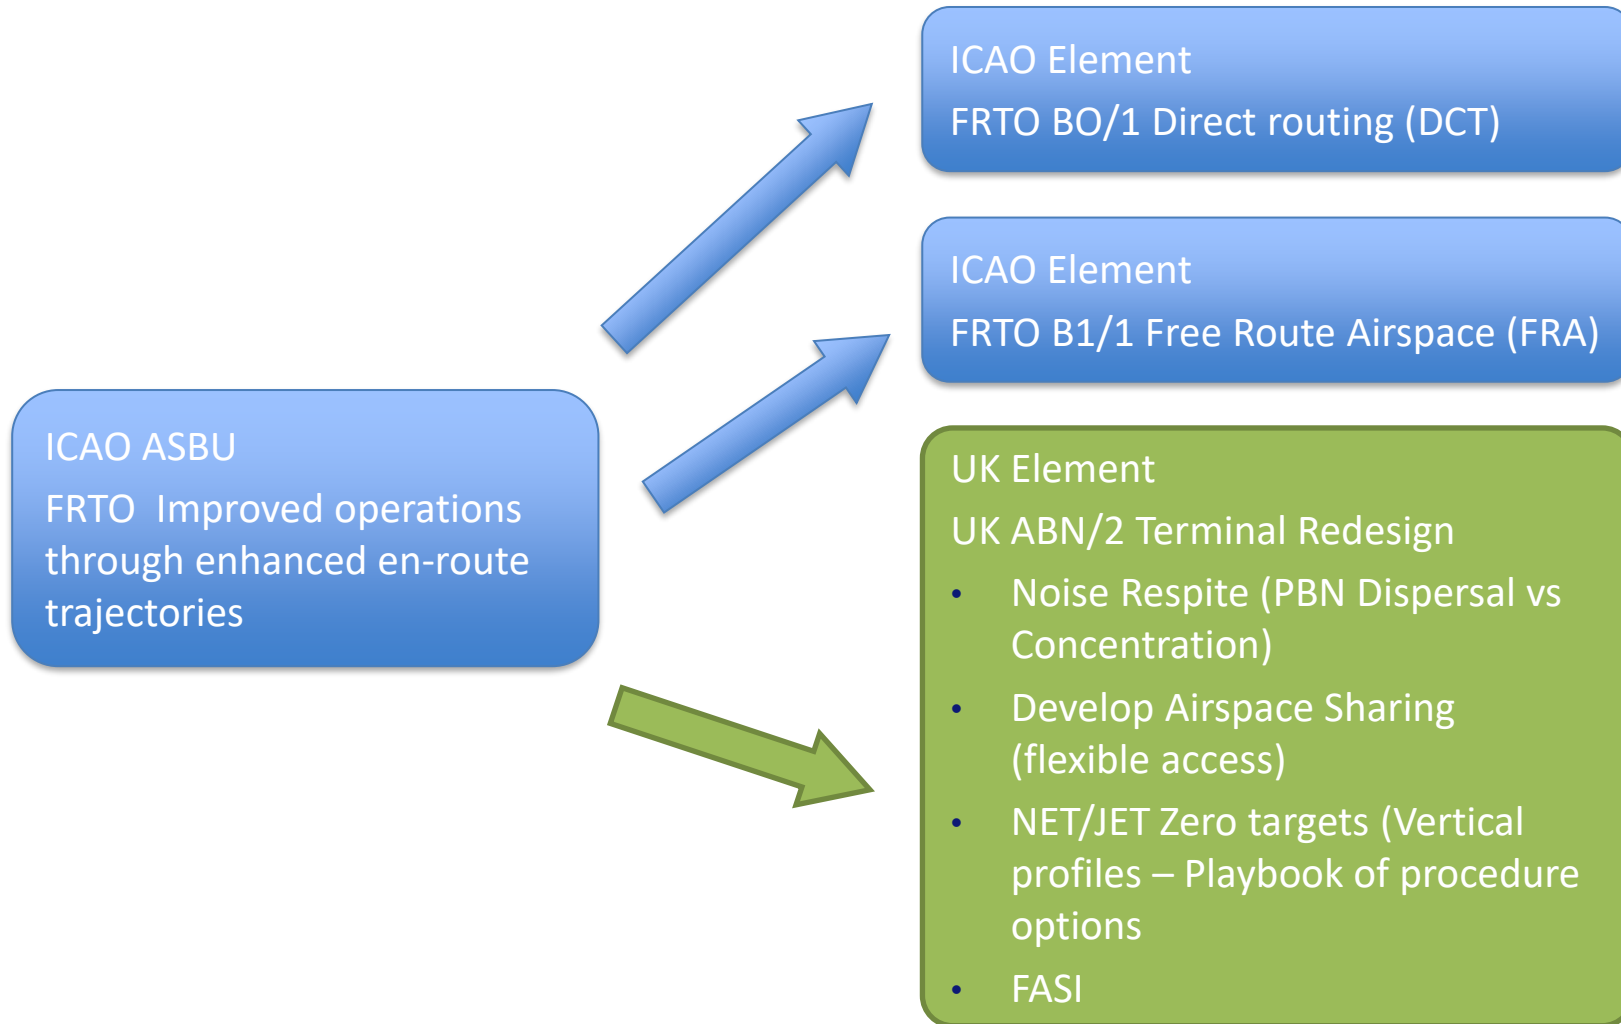 ICAO Element
FRTO BO/1 Direct routing (DCT)
ICAO Element
FRTO B1/1 Free Route Airspace (FRA)
ICAO ASBU
FRTO  Improved operations
through enhanced en-route
trajectories
UK Element
UK ABN/2 Terminal Redesign
• Noise Respite (PBN Dispersal vs
Concentration)
• Develop Airspace Sharing
(flexible access)
• NET/JET Zero targets (Vertical
profiles – Playbook of procedure
options
• FASI